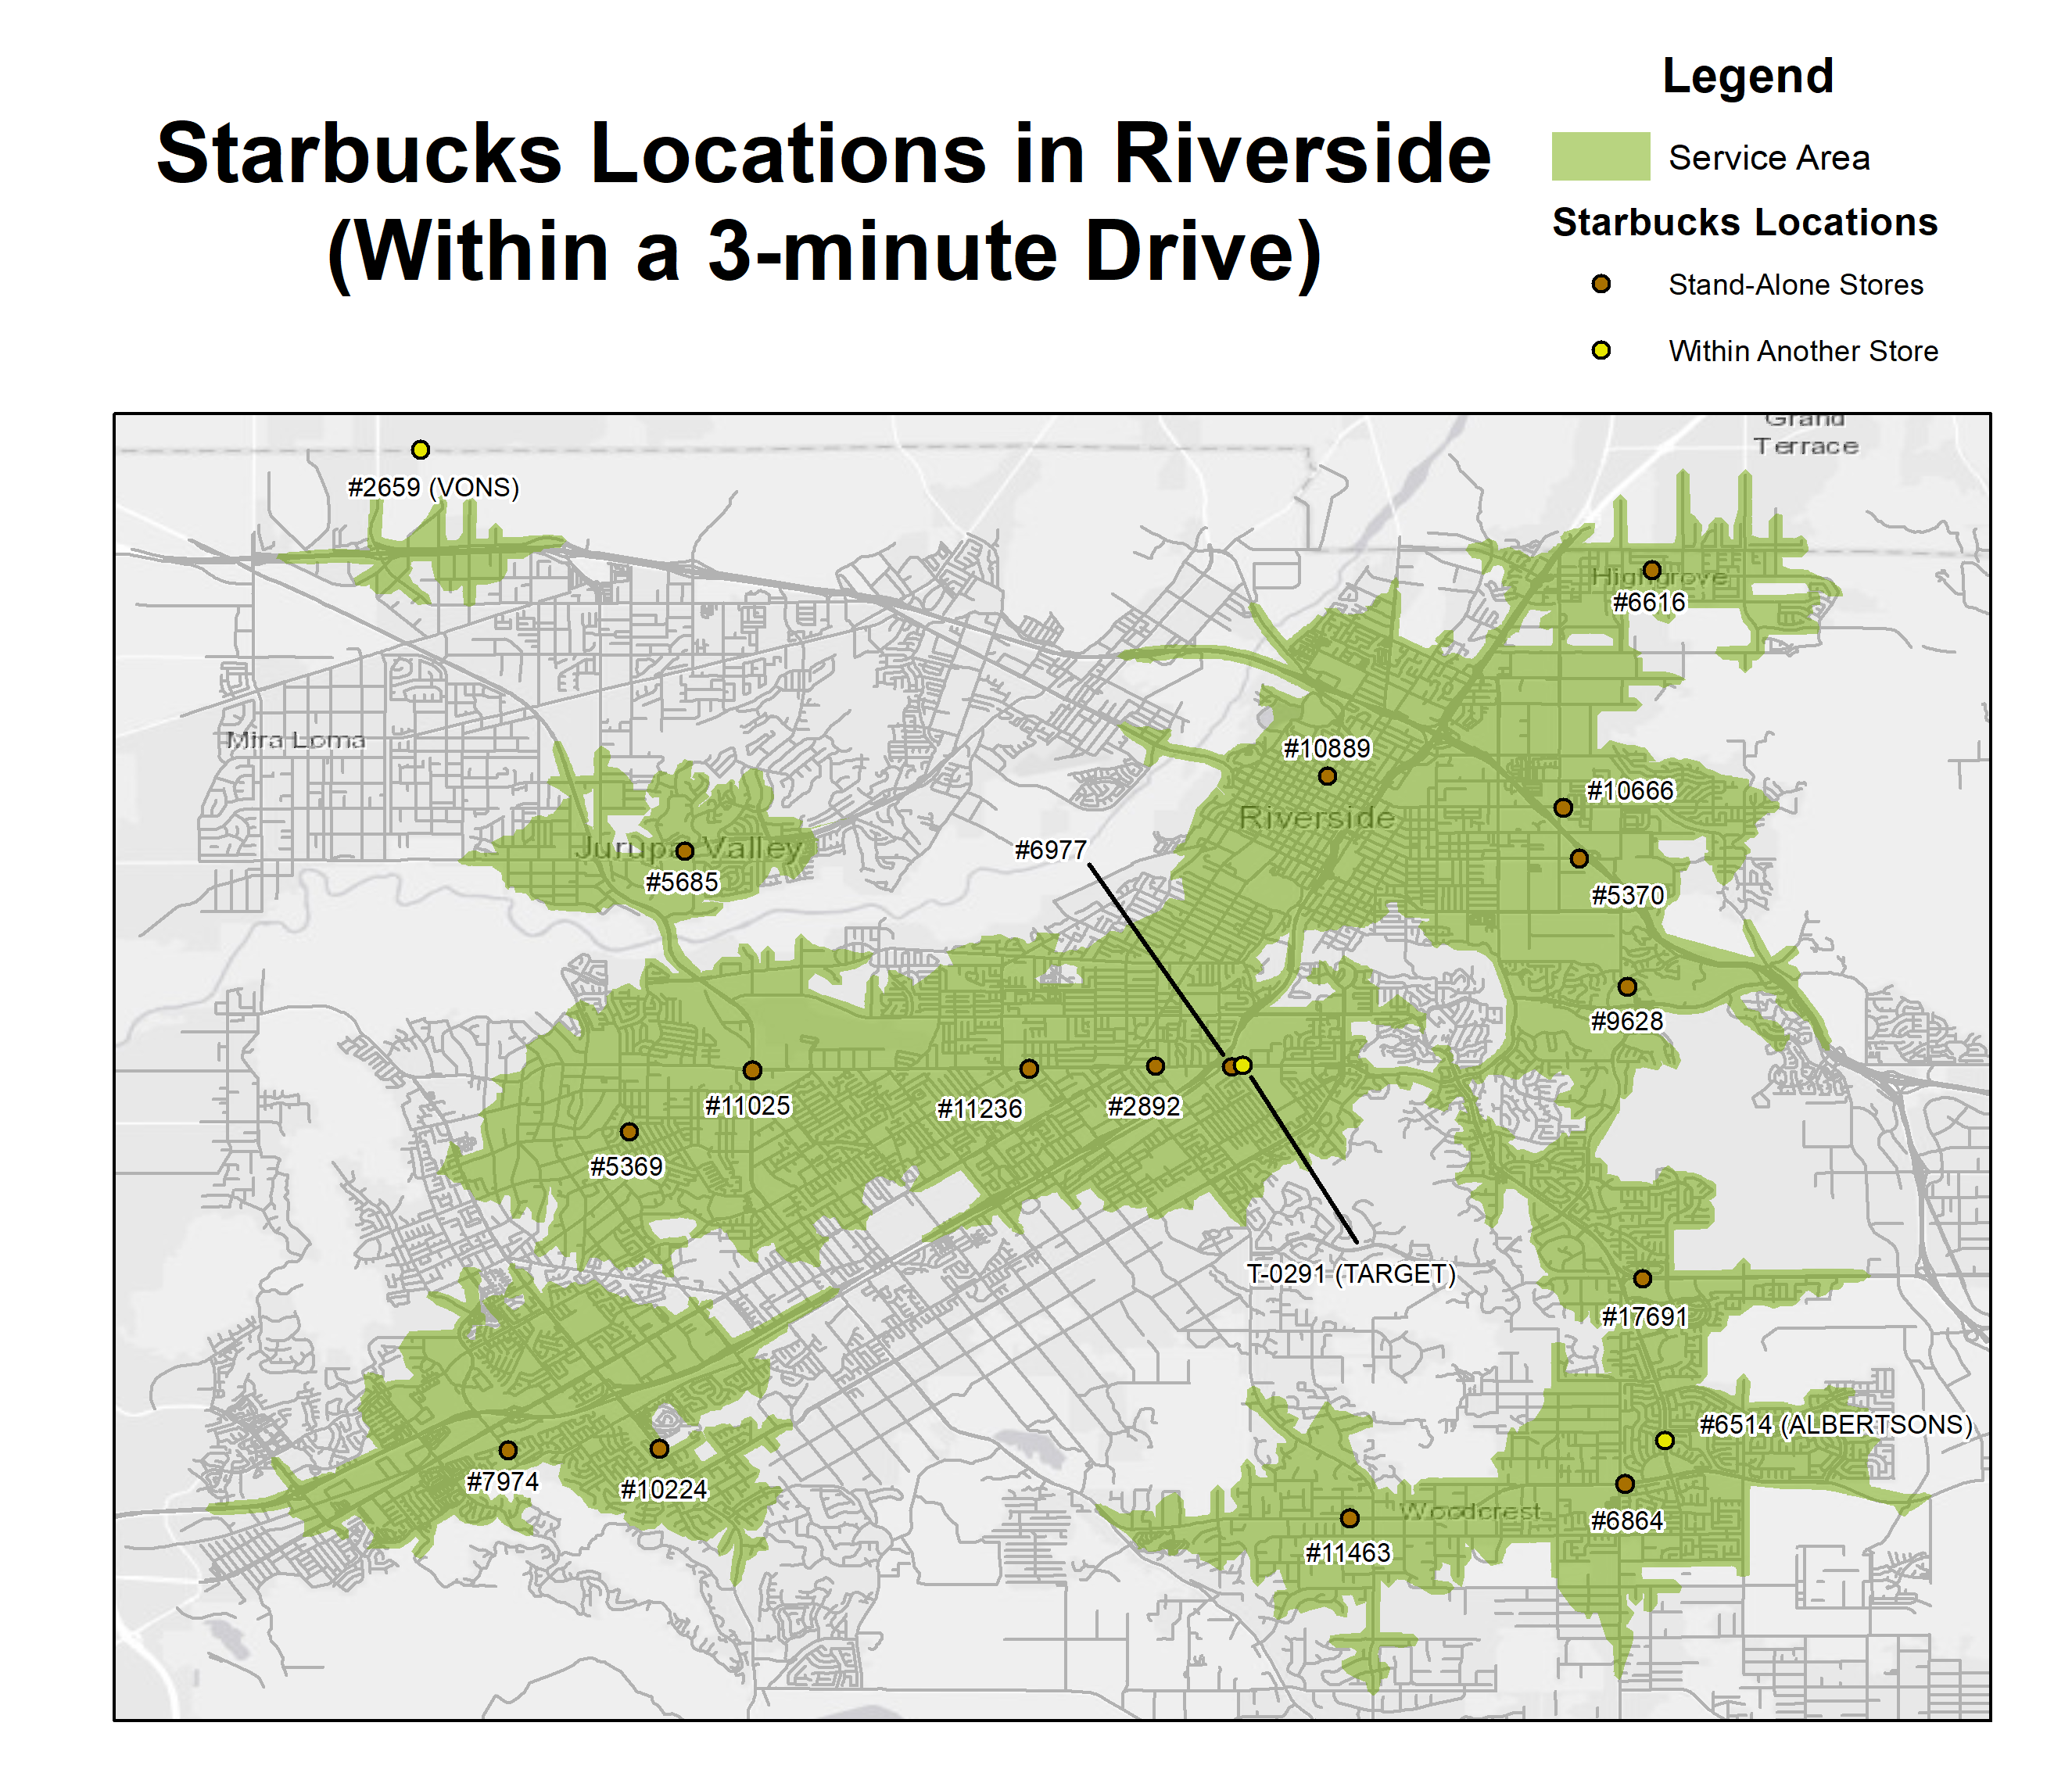 Starbucks Locations in Riverside
(Within a 3-minute Drive)
Legend
Service Area
Starbucks Locations
Stand-Alone Stores
Within Another Store
Grand
Terrace
#2659 (VONS)
Highgrove
#6616
Mira Loma
#10889
#10666
Riverside
Jurupa Valley
#6977
#5685
#5370
#9628
#11025
#11236
#2892
#5369
T-0291 (TARGET)
#17691
#6514 (ALBERTSONS)
#7974
#10224
Woodcrest
#6864
#11463